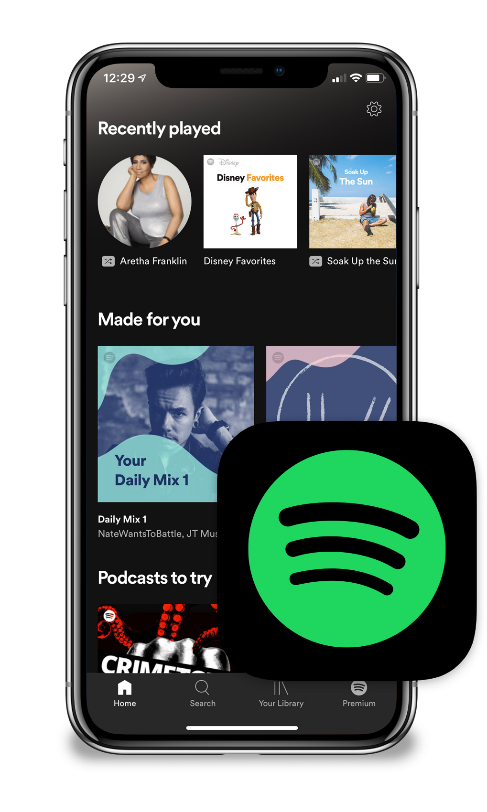 12:29
Recently played
Disney
Disney Favorites
Soak Up
The Sun
Aretha Franklin
Disney Favorites
Soak Up the Sun
Made for you
Your
Daily Mix 1
Daily Mix 1
NateWantsToBattle, JT Mus
Podcasts to try
Home
Search
Your Library
Premium